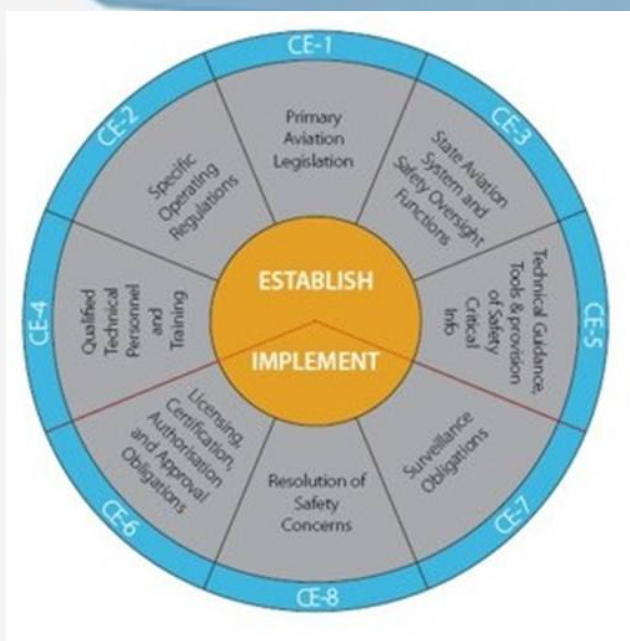 CE-1
Primary
Aviation
Legislation
CE-2
Specific
Operating
Regulations
CE-3
State Aviation
System and
Safety Oversight
Functions
CE-4
Qualified
Technical
Personnel
and
Training
CE-5
Technical Guidance,
Tools & provision
of Safety
Critical
Info
ESTABLISH
IMPLEMENT
CE-6
Licensing,
Certification,
Authorisation
and Approval
Obligations
CE-7
Surveillance
Obligations
CE-8
Resolution of
Safety
Concerns